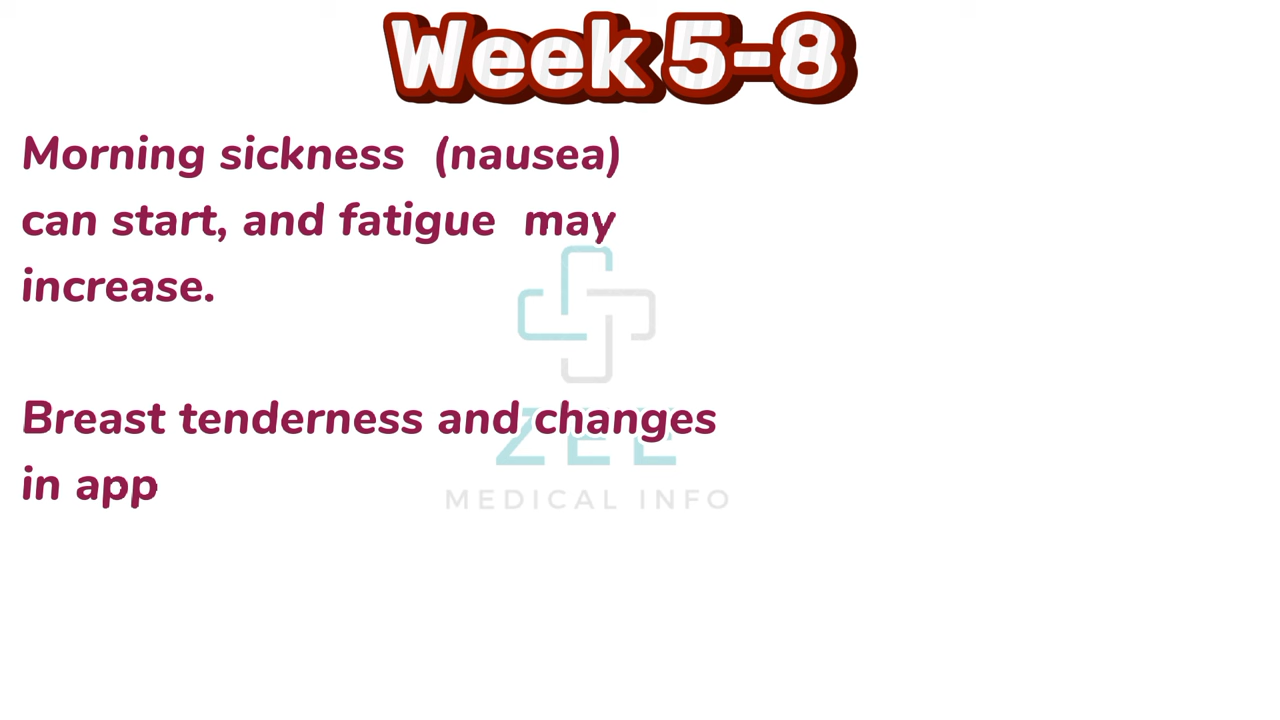 Week 5-8
Morning sickness (nausea)
can start, and fatigue may
increase.
Breast tenderness and changes
in app
ZEE
MEDICAL INFO